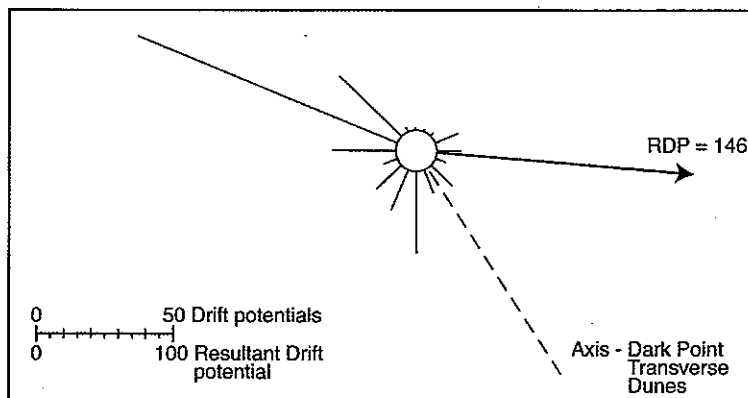 RDP = 146
0 50 Drift potentials
0 100 Resultant Drift
potential
Axis - Dark Point
Transverse
Dunes